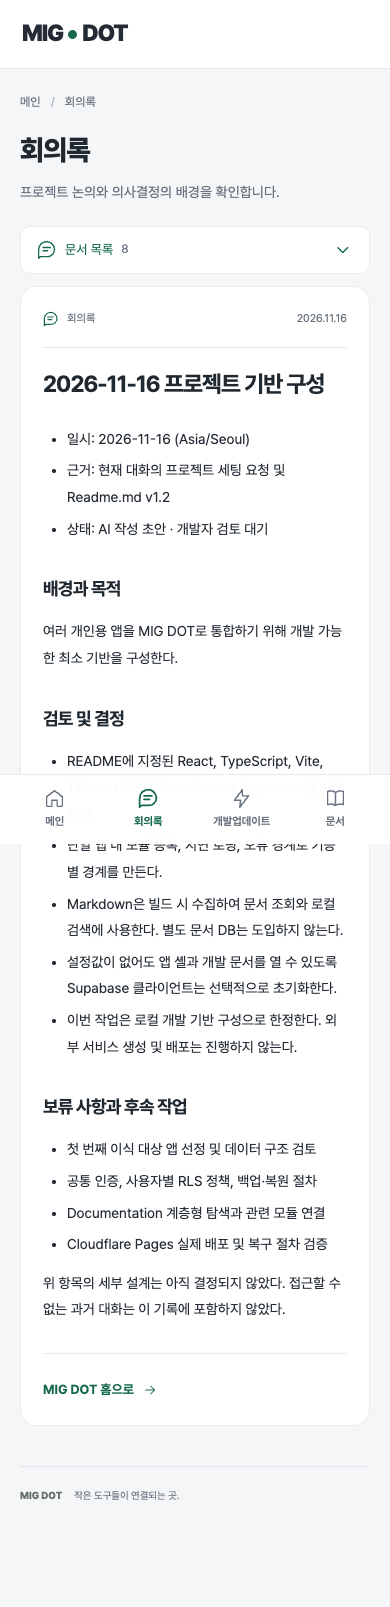 MIG DOT
메인 / 회의록
회의록
프로젝트 논의와 의사결정의 배경을 확인합니다.
문서 목록 8
회의록 2026.11.16
2026-11-16 프로젝트 기반 구성
• 일시: 2026-11-16 (Asia/Seoul)
• 근거: 현재 대화의 프로젝트 세팅 요청 및
Readme.md v1.2
• 상태: AI 작성 초안 · 개발자 검토 대기
배경과 목적
여러 개인용 앱을 MIG DOT로 통합하기 위해 개발 가능
한 최소 기반을 구성한다.
검토 및 결정
• README에 지정된 React, TypeScript, Vite,
메인 회의록 개발업데이트 문서
• 단일 앱 내 모듈 등록, 지연 로딩, 오류 경계로 기능
별 경계를 만든다.
• Markdown은 빌드 시 수집하여 문서 조회와 로컬
검색에 사용한다. 별도 문서 DB는 도입하지 않는다.
• 설정값이 없어도 앱 셸과 개발 문서를 열 수 있도록
Supabase 클라이언트는 선택적으로 초기화한다.
• 이번 작업은 로컬 개발 기반 구성으로 한정한다. 외
부 서비스 생성 및 배포는 진행하지 않는다.
보류 사항과 후속 작업
• 첫 번째 이식 대상 앱 선정 및 데이터 구조 검토
• 공통 인증, 사용자별 RLS 정책, 백업·복원 절차
• Documentation 계층형 탐색과 관련 모듈 연결
• Cloudflare Pages 실제 배포 및 복구 절차 검증
위 항목의 세부 설계는 아직 결정되지 않았다. 접근할 수
없는 과거 대화는 이 기록에 포함하지 않았다.
MIG DOT 홈으로 →
MIG DOT 작은 도구들이 연결되는 곳.